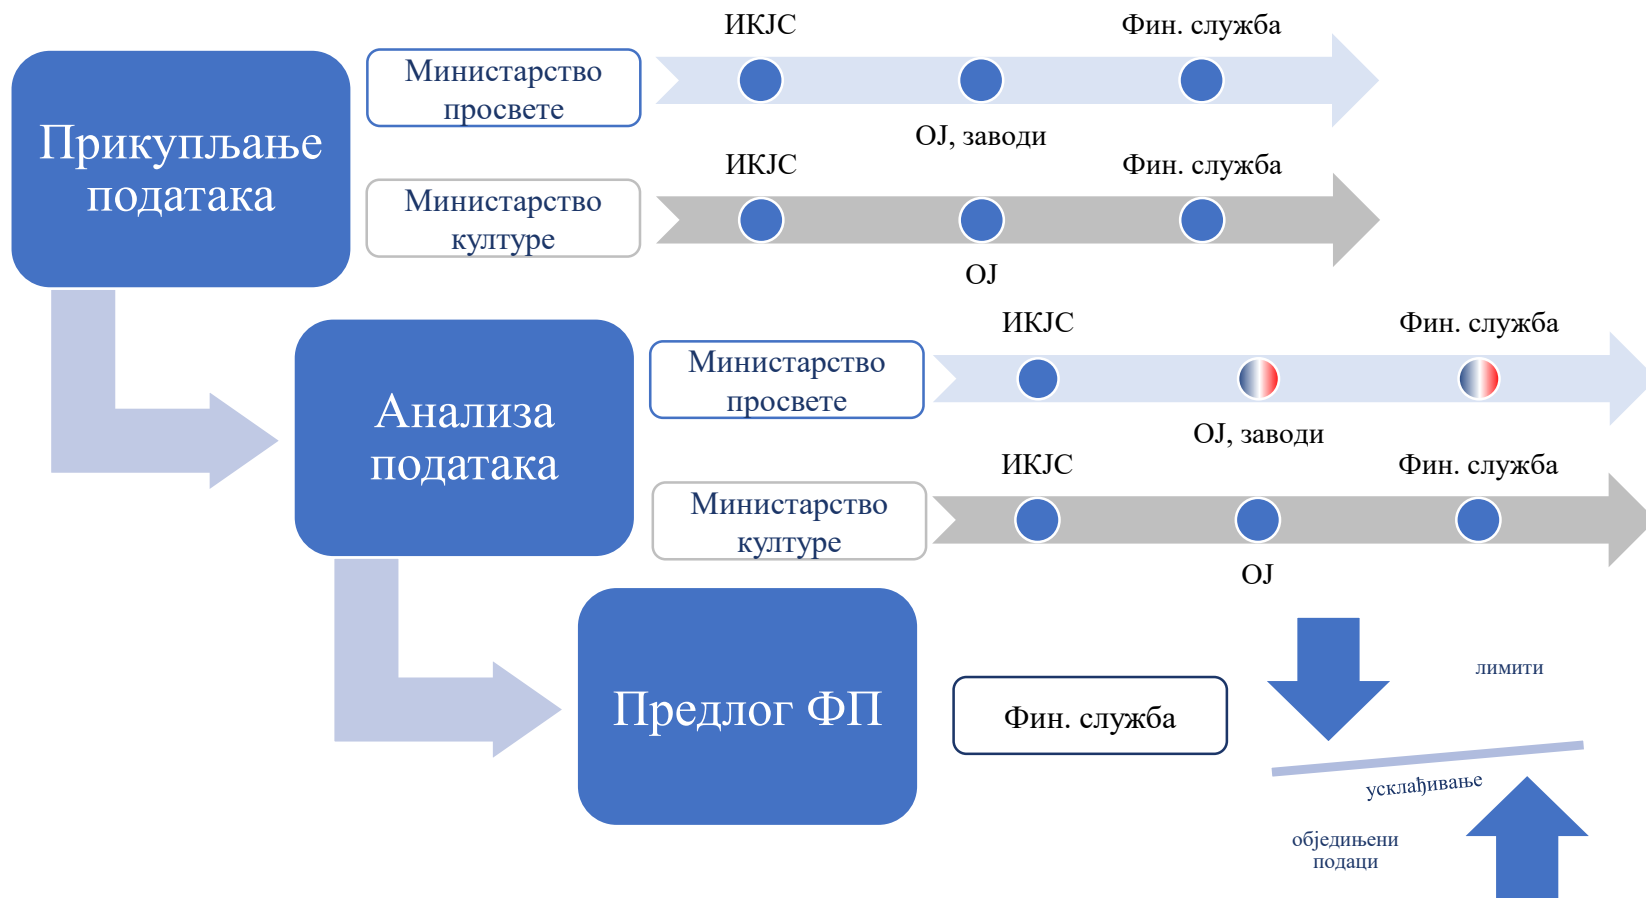 Прикупљање
података
Министарство
просвете
ИКЈС
Фин. служба
ОЈ, заводи
Министарство
културе
ИКЈС
Фин. служба
ОЈ
Анализа
података
Министарство
просвете
ИКЈС
Фин. служба
ОЈ, заводи
Министарство
културе
ИКЈС
Фин. служба
ОЈ
Предлог ФП
Фин. служба
лимити
усклађивање
обједињени
подаци